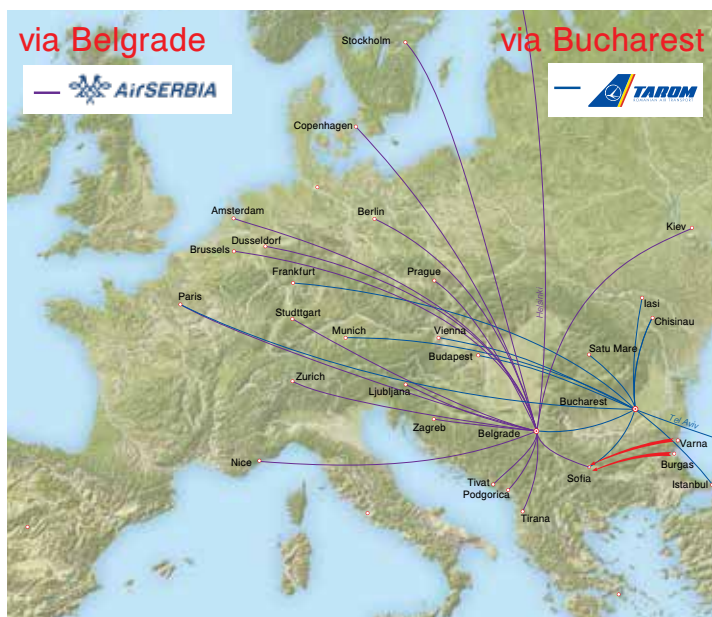 via Belgrade
via Bucharest
AirSERBIA
TAROM
ROMANIAN AIR TRANSPORT
Stockholm
Copenhagen
Amsterdam
Berlin
Kiev
Dusseldorf
Brussels
Frankfurt
Prague
Helsinki
Paris
Iasi
Studttgart
Chisinau
Munich
Vienna
Satu Mare
Budapest
Zurich
Ljubljana
Bucharest
Tel Aviv
Zagreb
Belgrade
Varna
Nice
Burgas
Sofia
Tivat
Istanbul
Podgorica
Tirana